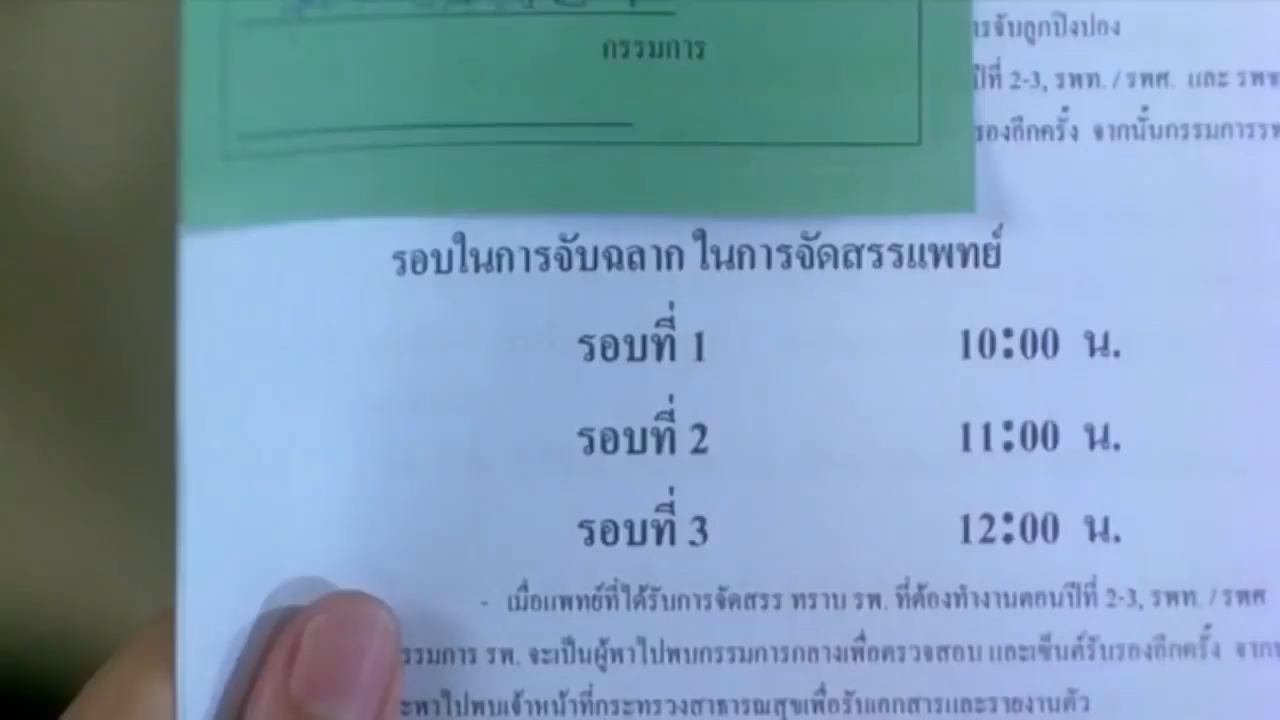 กรรมการ
ารจับลูกปิงปอง
ปีที่ 2-3, รพท. / รพศ. และ รพช
รองอีกครั้ง จากนั้นกรรมการรพ
รอบในการจับฉลาก ในการจัดสรรแพทย์
รอบที่ 1 10:00 น.
รอบที่ 2 11:00 น.
รอบที่ 3 12:00 น.
- เมื่อแพทย์ที่ได้รับการจัดสรร ทราบ รพ. ที่ต้องทำงานตอนปีที่ 2-3, รพท. / รพศ
รรมการ รพ. จะเป็นผู้พาไปพบกรรมการกลางเพื่อตรวจสอบ และเซ็นต์รับรองอีกครั้ง จาก
ะพาไปพบเจ้าหน้าที่กระทรวงสาธารณสุขเพื่อรับเอกสารและรายงานตัว